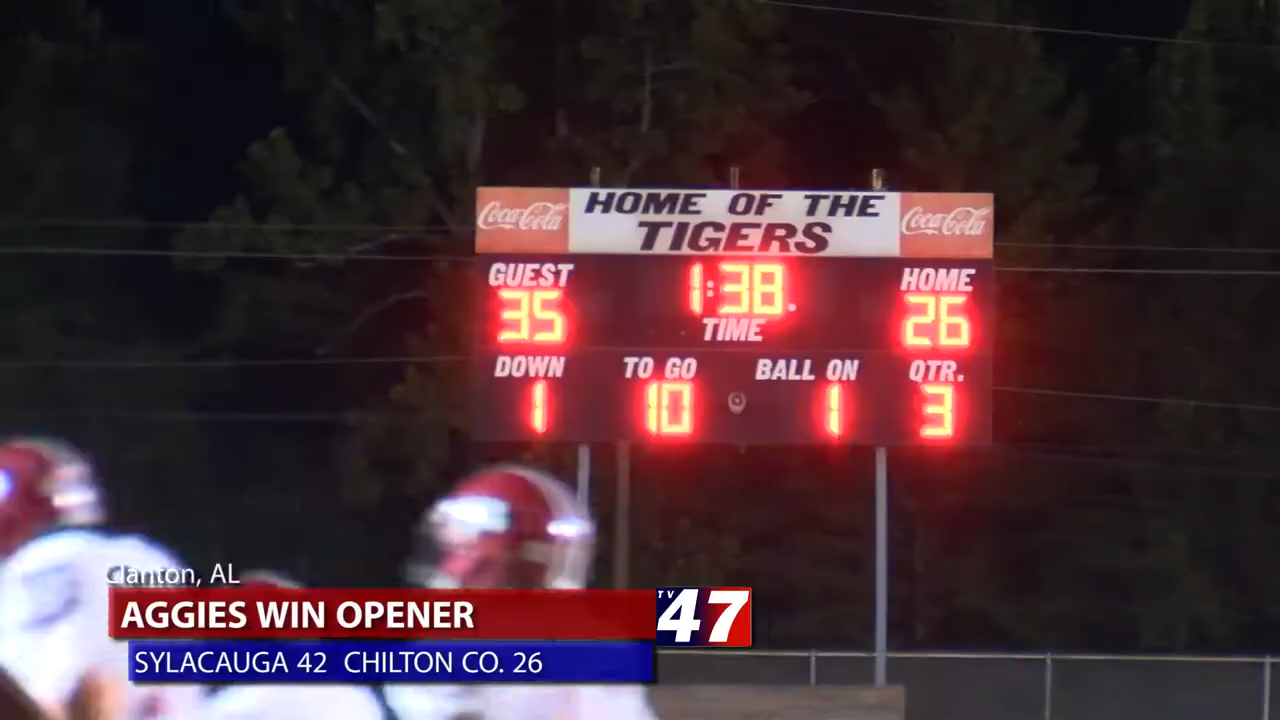 Coca-Cola HOME OF THE TIGERS Coca-Cola
GUEST 1:38. HOME
35 TIME 26
DOWN TO GO BALL ON QTR.
1 10 1 3
Clanton, AL
AGGIES WIN OPENER
TV 47
SYLACAUGA 42 CHILTON CO. 26